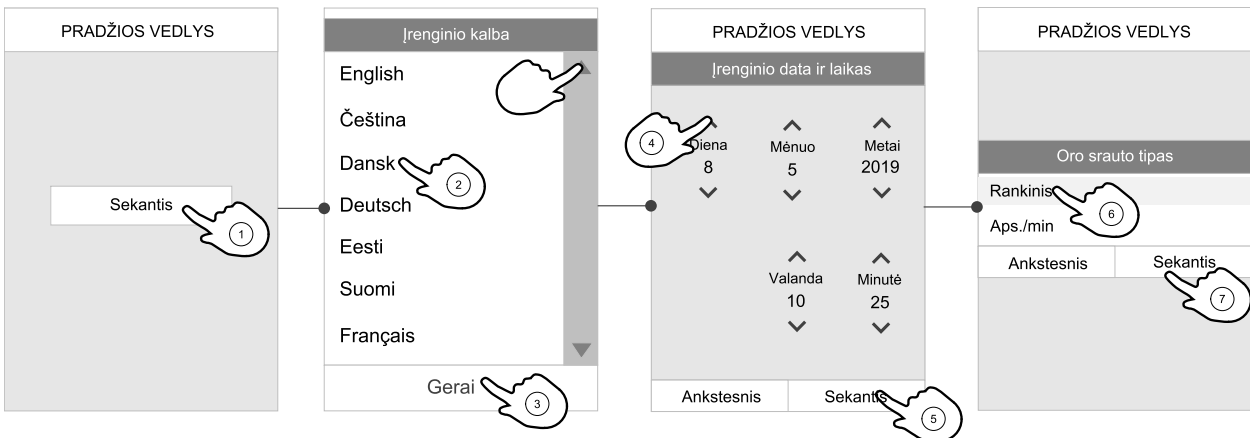 PRADŽIOS VEDLYS
Sekantis
1
Įrenginio kalba
English
Čeština
Dansk
2
Deutsch
Eesti
Suomi
Français
Gerai
3
PRADŽIOS VEDLYS
Įrenginio data ir laikas
4
Diena Mėnuo Metai
8 5 2019
Valanda Minutė
10 25
Ankstesnis Sekantis
5
PRADŽIOS VEDLYS
Oro srauto tipas
Rankinis
6
Aps./min
Ankstesnis Sekantis
7